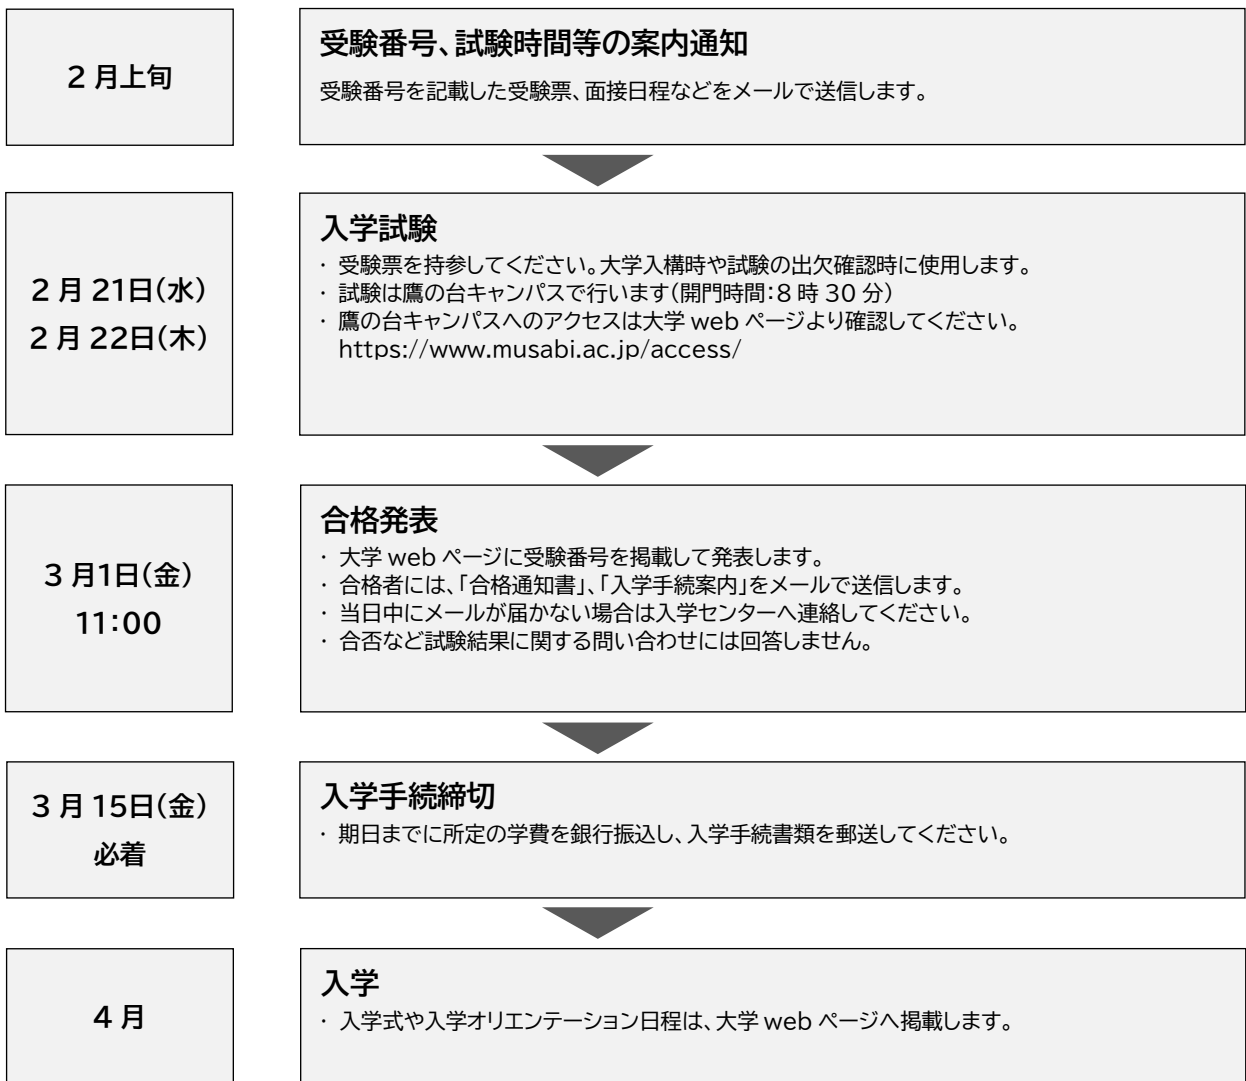 2月上旬
受験番号、試験時間等の案内通知
受験番号を記載した受験票、面接日程などをメールで送信します。
2月21日(水)
2月22日(木)
入学試験
・ 受験票を持参してください。大学入構時や試験の出欠確認時に使用します。
・ 試験は鷹の台キャンパスで行います(開門時間:8時30分)
・ 鷹の台キャンパスへのアクセスは大学 web ページより確認してください。
https://www.musabi.ac.jp/access/
3月1日(金)
11:00
合格発表
・ 大学 web ページに受験番号を掲載して発表します。
・ 合格者には、「合格通知書」、「入学手続案内」をメールで送信します。
・ 当日中にメールが届かない場合は入学センターへ連絡してください。
・ 合否など試験結果に関する問い合わせには回答しません。
3月15日(金)
必着
入学手続締切
・ 期日までに所定の学費を銀行振込し、入学手続書類を郵送してください。
4月
入学
・ 入学式や入学オリエンテーション日程は、大学 web ページへ掲載します。